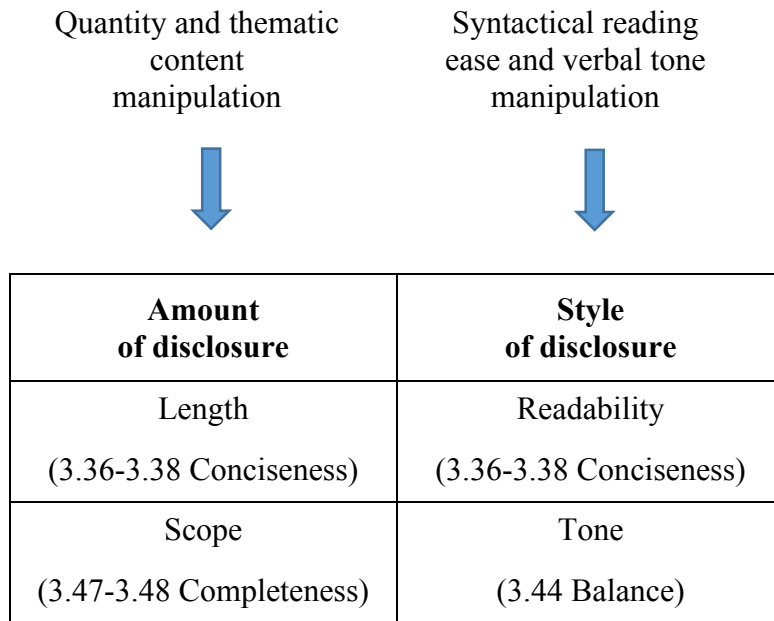 Quantity and thematic
content
manipulation
Syntactical reading
ease and verbal tone
manipulation
Amount
of disclosure
Style
of disclosure
Length
(3.36-3.38 Conciseness)
Readability
(3.36-3.38 Conciseness)
Scope
(3.47-3.48 Completeness)
Tone
(3.44 Balance)